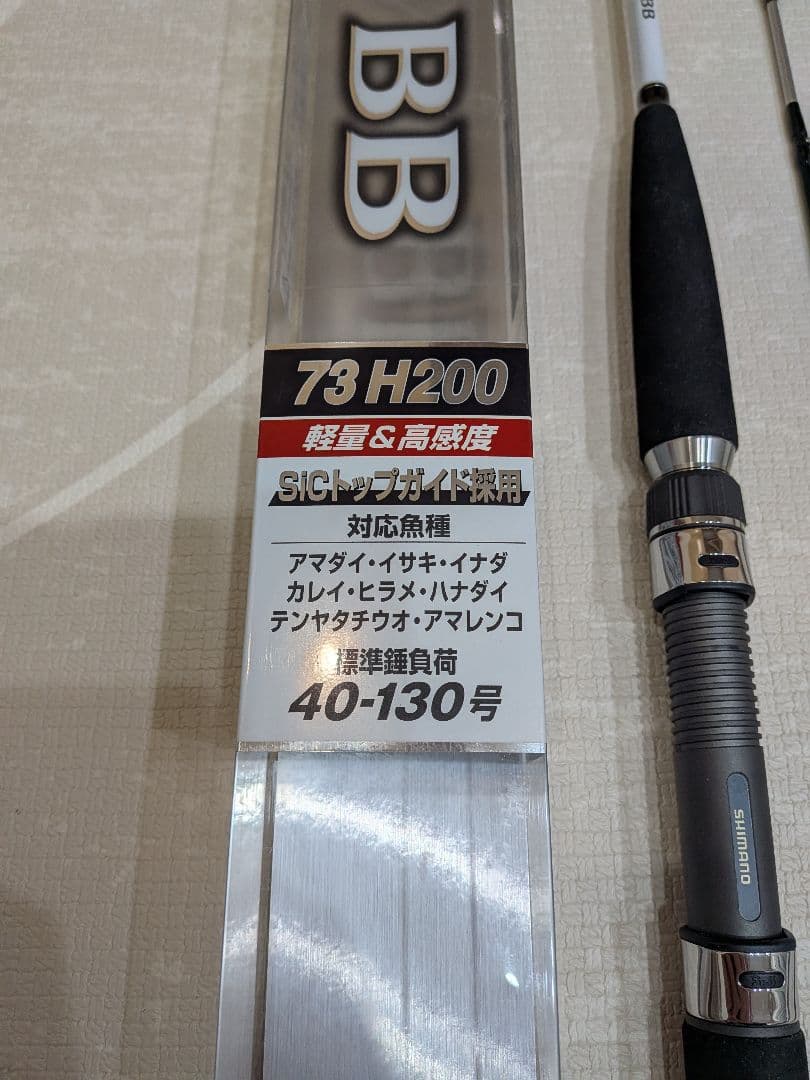 BB
73 H200
軽量&高感度
SiCトップガイド採用
対応魚種
アマダイ・イサキ・イナダ
カレイ・ヒラメ・ハナダイ
テンヤタチウオ・アマレンコ
標準錘負荷
40-130号
BB
SHIMANO